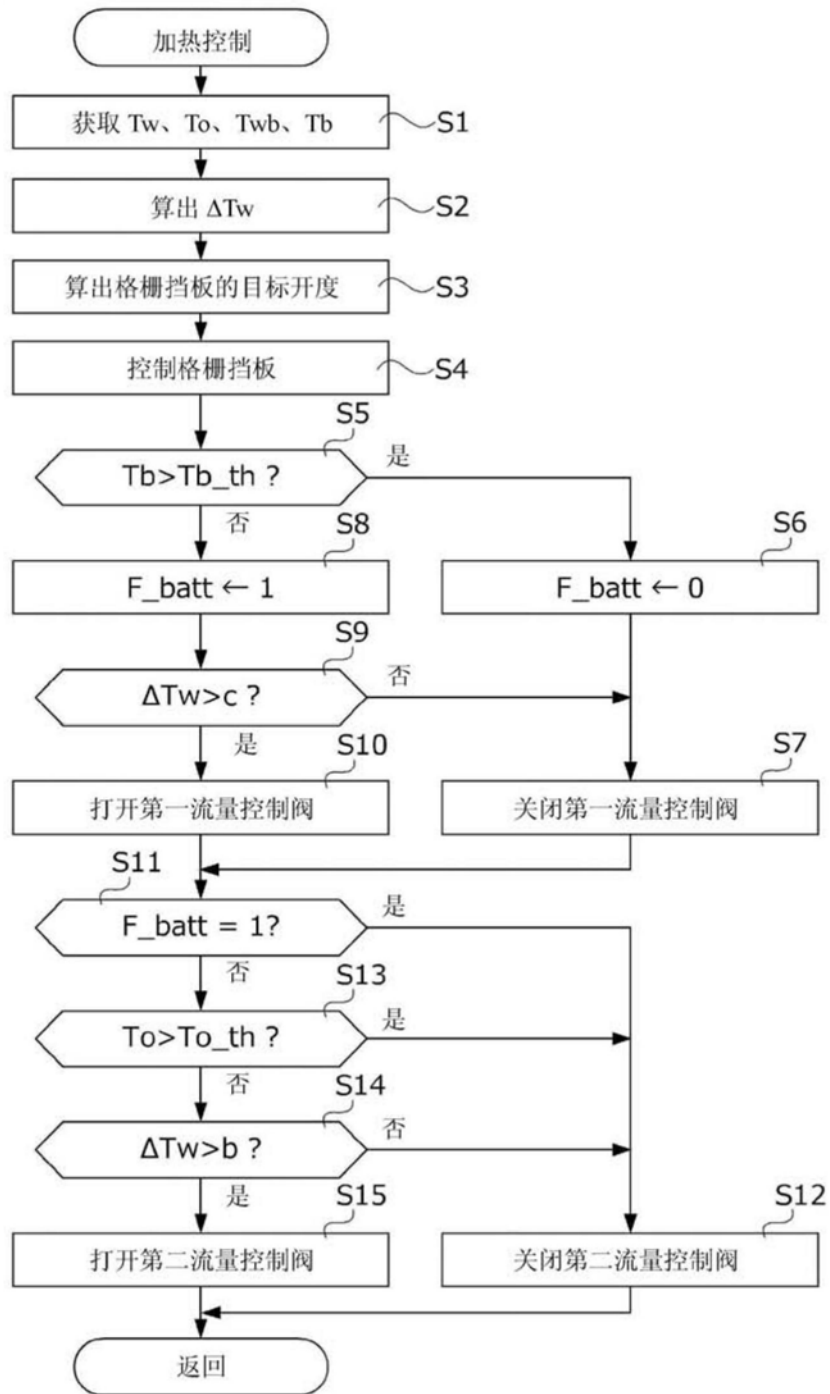 加热控制
获取 Tw、To、Twb、Tb
S1
算出 ΔTw
S2
算出格栅挡板的目标开度
S3
控制格栅挡板
S4
S5
Tb>Tb_th ?
是
否
S8
S6
F_batt ← 1
F_batt ← 0
S9
ΔTw>c ?
否
是
S10
S7
打开第一流量控制阀
关闭第一流量控制阀
S11
F_batt = 1?
是
否
S13
To>To_th ?
是
否
S14
ΔTw>b ?
否
是
S15
S12
打开第二流量控制阀
关闭第二流量控制阀
返回